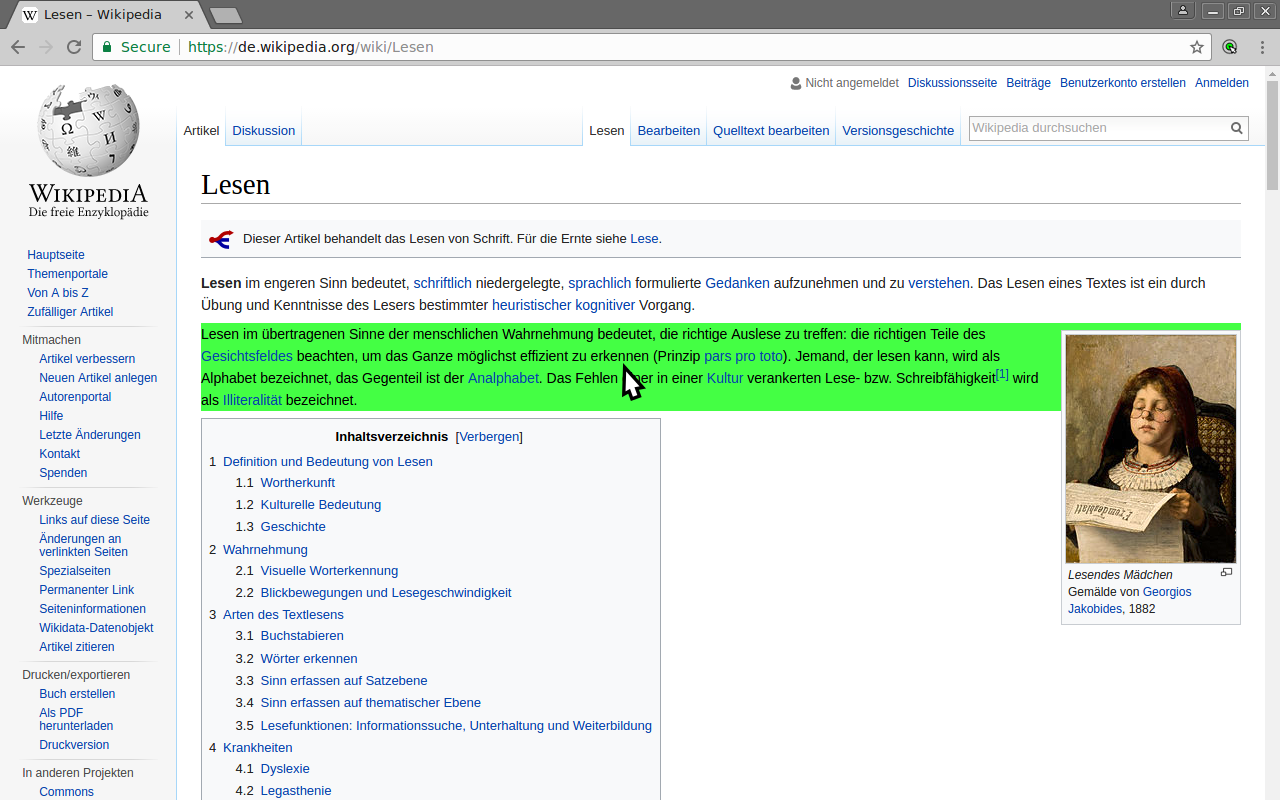 Lesen – Wikipedia
Secure https://de.wikipedia.org/wiki/Lesen
Nicht angemeldet Diskussionsseite Beiträge Benutzerkonto erstellen Anmelden
Artikel Diskussion Lesen Bearbeiten Quelltext bearbeiten Versionsgeschichte Wikipedia durchsuchen
WIKIPEDIA
Die freie Enzyklopädie
Hauptseite
Themenportale
Von A bis Z
Zufälliger Artikel
Mitmachen
Artikel verbessern
Neuen Artikel anlegen
Autorenportal
Hilfe
Letzte Änderungen
Kontakt
Spenden
Werkzeuge
Links auf diese Seite
Änderungen an
verlinkten Seiten
Spezialseiten
Permanenter Link
Seiteninformationen
Wikidata-Datenobjekt
Artikel zitieren
Drucken/exportieren
Buch erstellen
Als PDF
herunterladen
Druckversion
In anderen Projekten
Commons
Lesen
Dieser Artikel behandelt das Lesen von Schrift. Für die Ernte siehe Lese.
Lesen im engeren Sinn bedeutet, schriftlich niedergelegte, sprachlich formulierte Gedanken aufzunehmen und zu verstehen. Das Lesen eines Textes ist ein durch
Übung und Kenntnisse des Lesers bestimmter heuristischer kognitiver Vorgang.
Lesen im übertragenen Sinne der menschlichen Wahrnehmung bedeutet, die richtige Auslese zu treffen: die richtigen Teile des
Gesichtsfeldes beachten, um das Ganze möglichst effizient zu erkennen (Prinzip pars pro toto). Jemand, der lesen kann, wird als
Alphabet bezeichnet, das Gegenteil ist der Analphabet. Das Fehlen er in einer Kultur verankerten Lese- bzw. Schreibfähigkeit[1] wird
als Illiteralität bezeichnet.
Fremdenblatt
Lesendes Mädchen
Gemälde von Georgios
Jakobides, 1882
Inhaltsverzeichnis [Verbergen]
1 Definition und Bedeutung von Lesen
1.1 Wortherkunft
1.2 Kulturelle Bedeutung
1.3 Geschichte
2 Wahrnehmung
2.1 Visuelle Worterkennung
2.2 Blickbewegungen und Lesegeschwindigkeit
3 Arten des Textlesens
3.1 Buchstabieren
3.2 Wörter erkennen
3.3 Sinn erfassen auf Satzebene
3.4 Sinn erfassen auf thematischer Ebene
3.5 Lesefunktionen: Informationssuche, Unterhaltung und Weiterbildung
4 Krankheiten
4.1 Dyslexie
4.2 Legasthenie